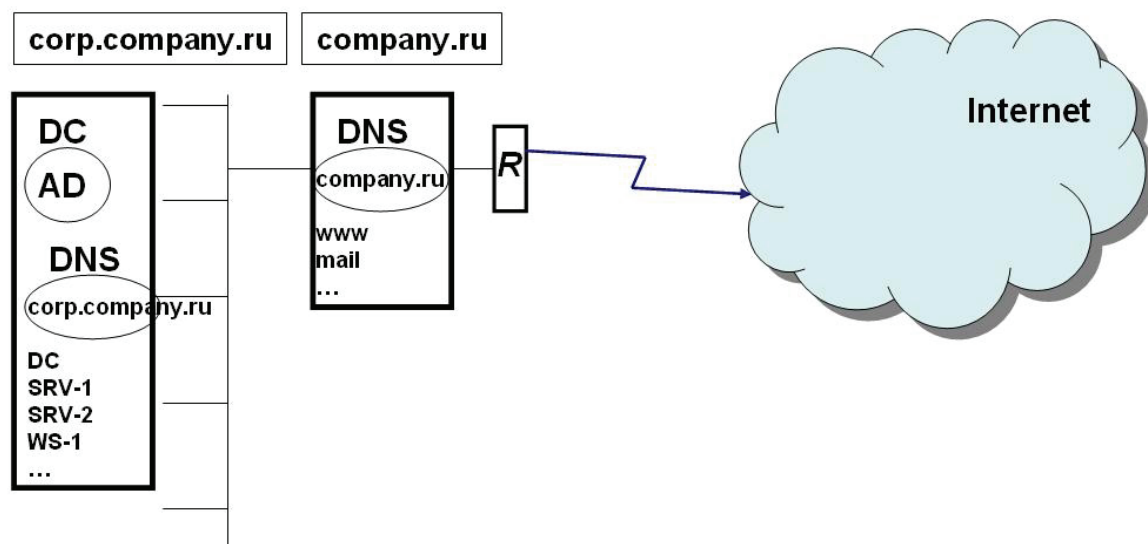 corp.company.ru
company.ru
DC
AD
DNS
corp.company.ru
DC
SRV-1
SRV-2
WS-1
...
DNS
company.ru
www
mail
...
R
Internet